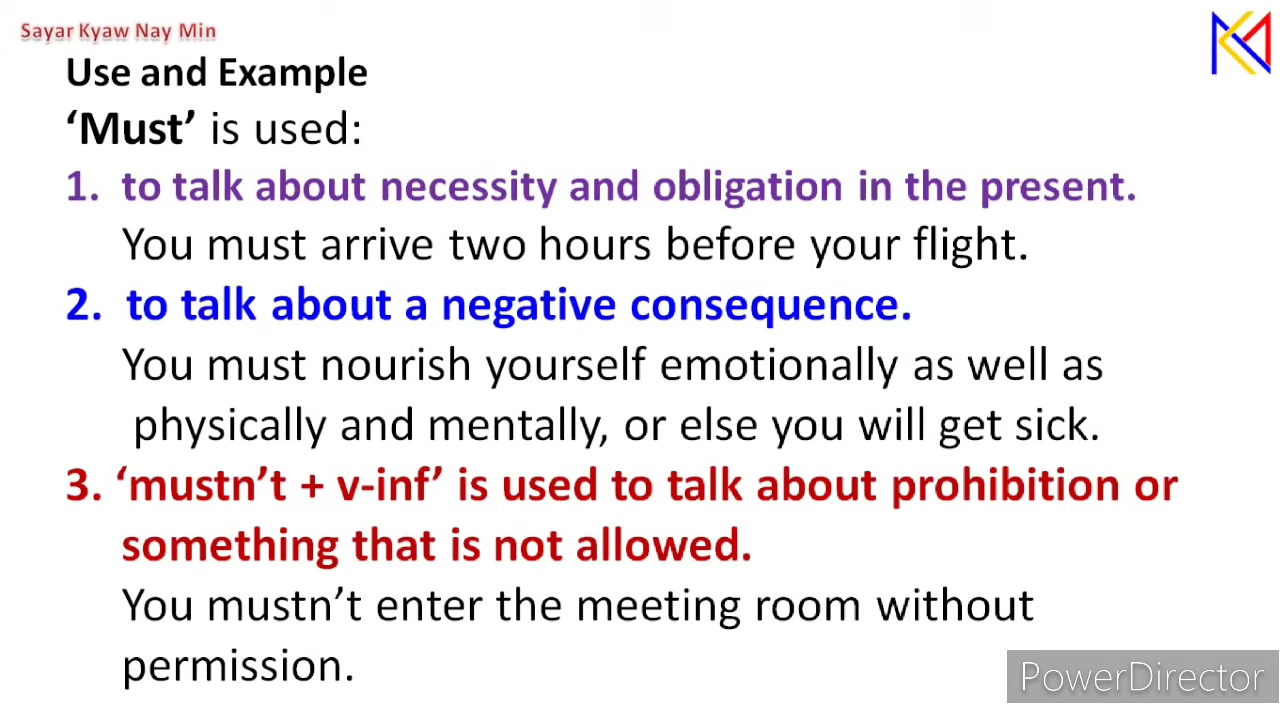 Sayar Kyaw Nay Min
Use and Example
‘Must’ is used:
1. to talk about necessity and obligation in the present.
You must arrive two hours before your flight.
2. to talk about a negative consequence.
You must nourish yourself emotionally as well as
physically and mentally, or else you will get sick.
3. ‘mustn’t + v-inf’ is used to talk about prohibition or
something that is not allowed.
You mustn’t enter the meeting room without
permission.
PowerDirector